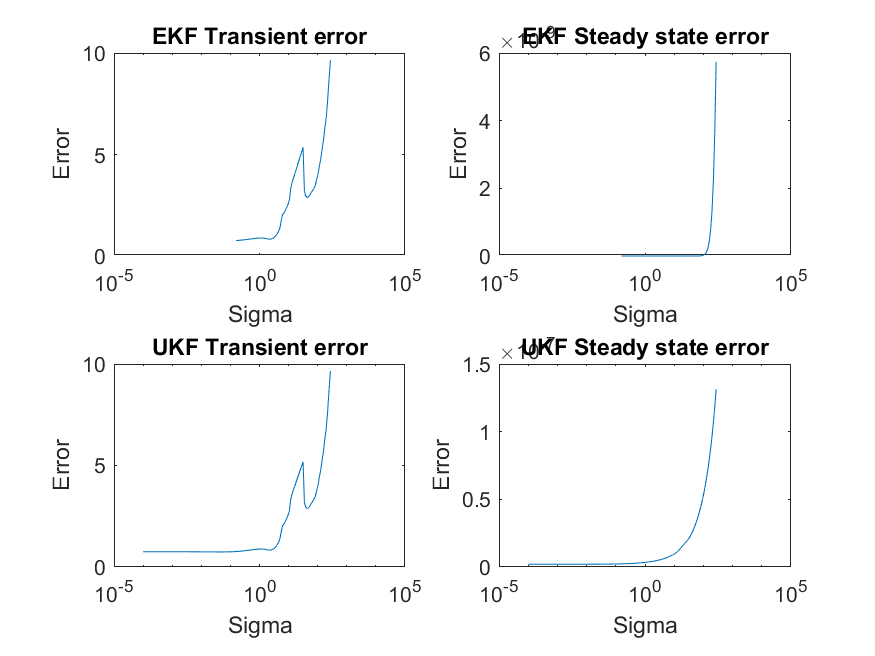 EKF Transient error
10
5
0
Error
10^-5
10^0
10^5
Sigma
EKF Steady state error
6
4
2
0
Error
10^-5
10^0
10^5
Sigma
UKF Transient error
10
5
0
Error
10^-5
10^0
10^5
Sigma
UKF Steady state error
1.5
1
0.5
0
Error
10^-5
10^0
10^5
Sigma